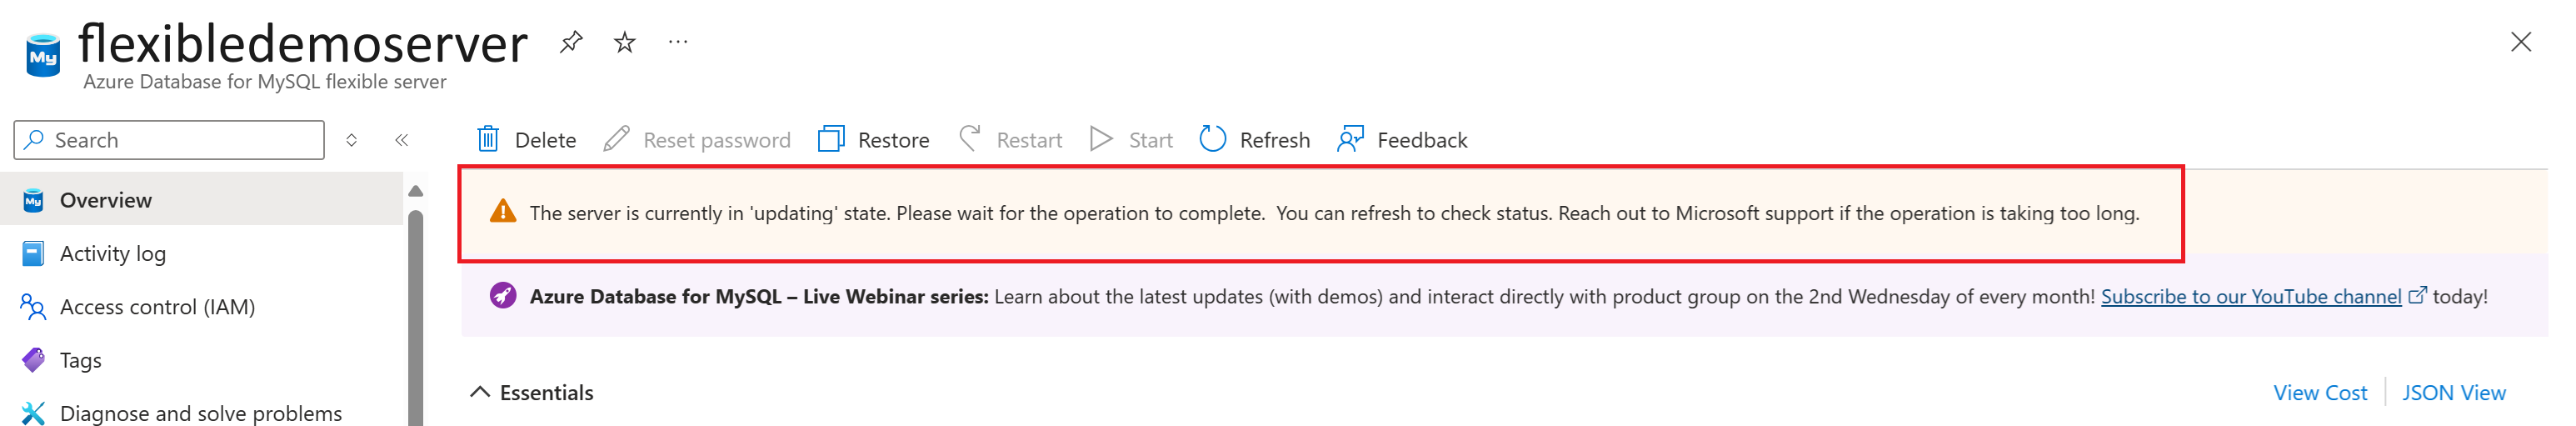 flexibledemoserver
My
Azure Database for MySQL flexible server
Search
Delete Reset password Restore Restart Start Refresh Feedback
My Overview
The server is currently in 'updating' state. Please wait for the operation to complete.  You can refresh to check status. Reach out to Microsoft support if the operation is taking too long.
Activity log
Azure Database for MySQL – Live Webinar series: Learn about the latest updates (with demos) and interact directly with product group on the 2nd Wednesday of every month! Subscribe to our YouTube channel today!
Access control (IAM)
Tags
Essentials View Cost JSON View
Diagnose and solve problems